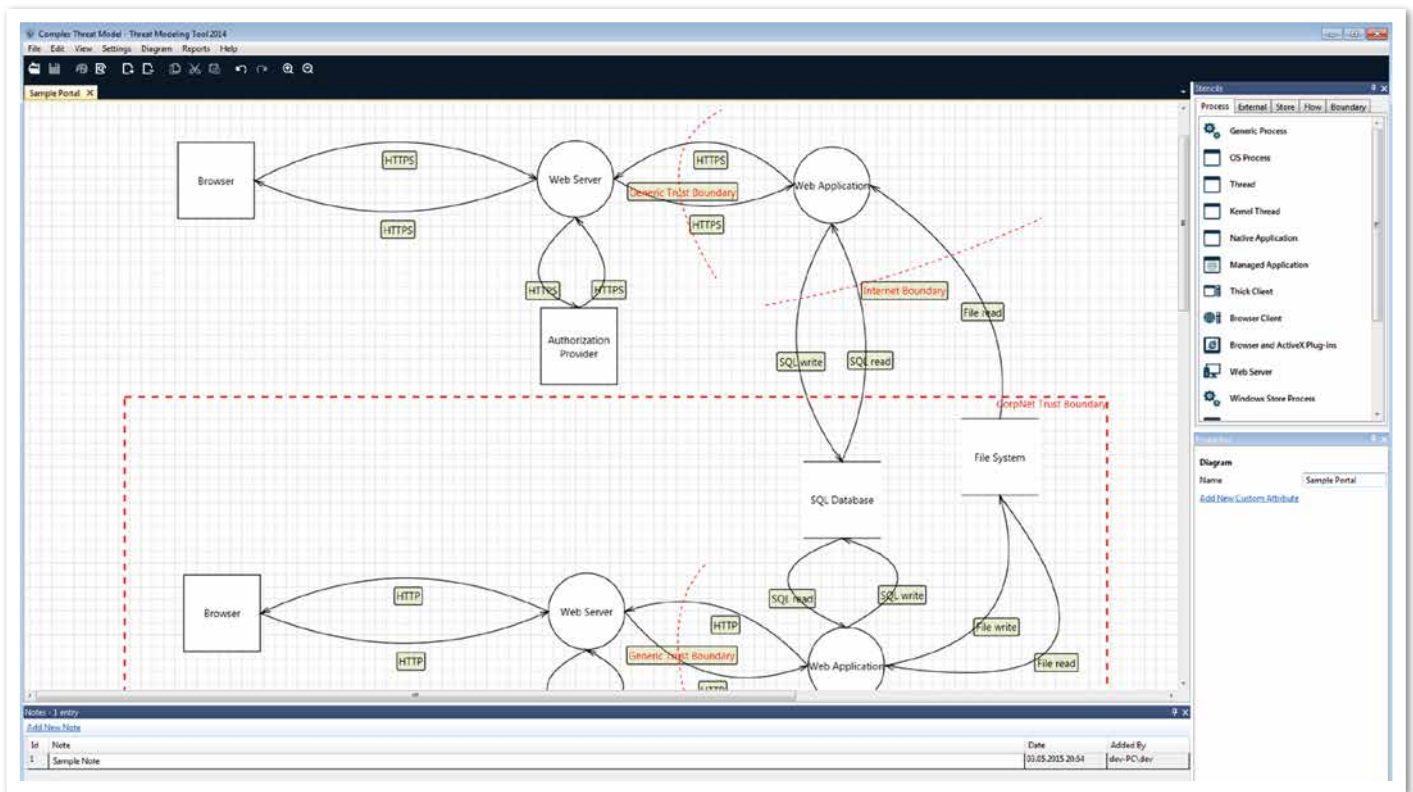 Complex Threat Model - Threat Modeling Tool 2014
File Edit View Settings Diagram Reports Help
Sample Portal X
Browser
HTTPS
HTTPS
Web Server
HTTPS
Generic Trust Boundary
HTTPS
Web Application
HTTPS
HTTPS
Authorization
Provider
Internet Boundary
File read
SQL write
SQL read
CorpNet Trust Boundary
File System
SQL Database
Browser
HTTP
HTTP
Web Server
HTTP
Generic Trust Boundary
HTTP
SQL read
SQL write
Web Application
File write
File read
Stencils
Process External Store Flow Boundary
Generic Process
OS Process
Thread
Kernel Thread
Native Application
Managed Application
Thick Client
Browser Client
Browser and ActiveX Plug-ins
Web Server
Windows Store Process
Properties
Diagram
Name Sample Portal
Add New Custom Attribute
Notes - 1 entry
Add New Note
Id Note Date Added By
1 Sample Note 03.05.2015 20:54 dev-PC\dev